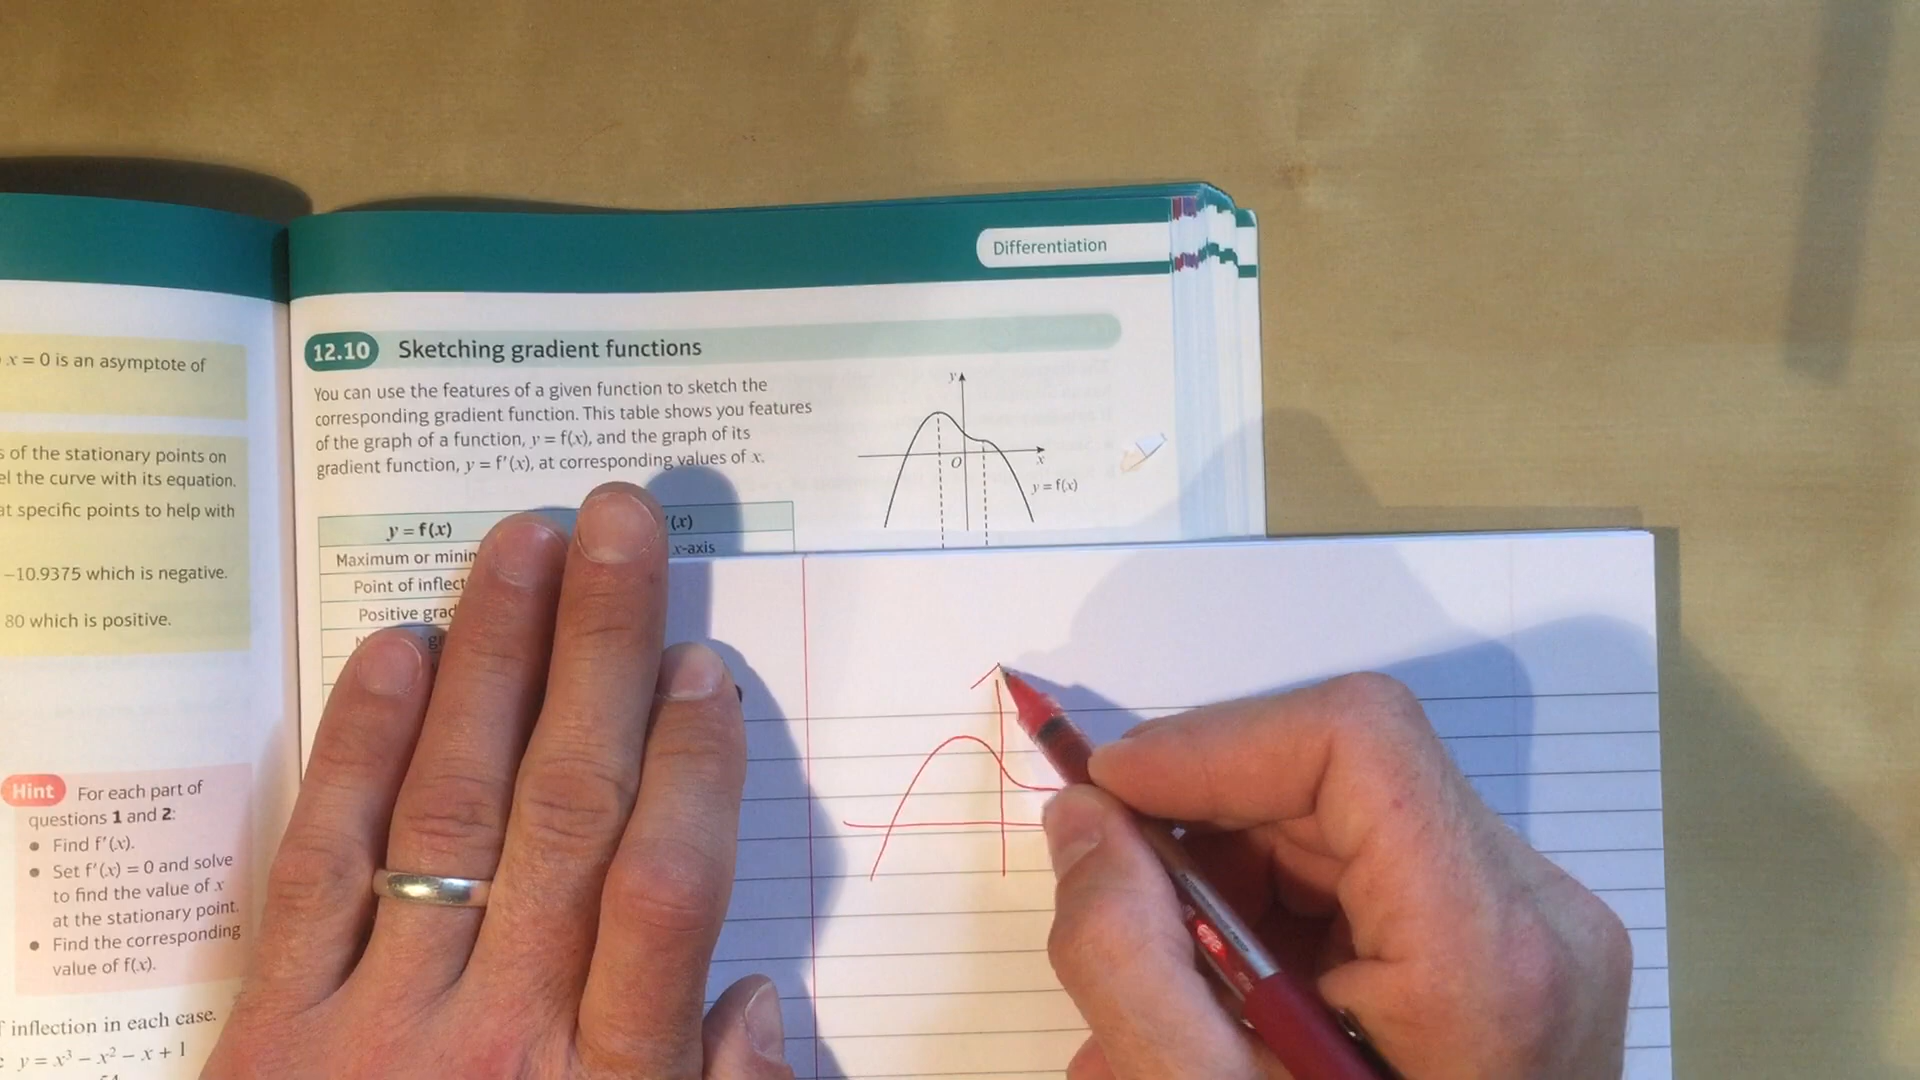 x = 0 is an asymptote of
of the stationary points on
the curve with its equation.
specific points to help with
−10.9375 which is negative.
80 which is positive.
Hint For each part of
questions 1 and 2:
• Find f′(x).
• Set f′(x) = 0 and solve
to find the value of x
at the stationary point.
• Find the corresponding
value of f(x).
inflection in each case.
y = x³ − x² − x + 1
Differentiation
12.10 Sketching gradient functions
You can use the features of a given function to sketch the
corresponding gradient function. This table shows you features
of the graph of a function, y = f(x), and the graph of its
gradient function, y = f′(x), at corresponding values of x.
y
O
x
y = f(x)
y = f(x)
′(x)
Maximum or minim
x-axis
Point of inflect
Positive grad